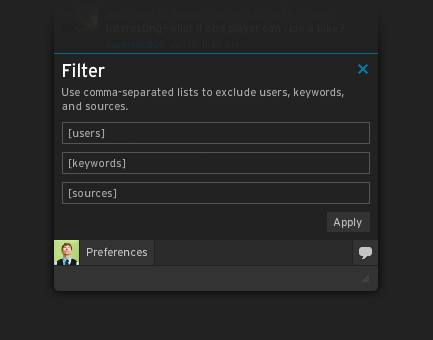 Interesting—what if one player can ride a bike?
Filter
Use comma-separated lists to exclude users, keywords,
and sources.
[users]
[keywords]
[sources]
Apply
Preferences